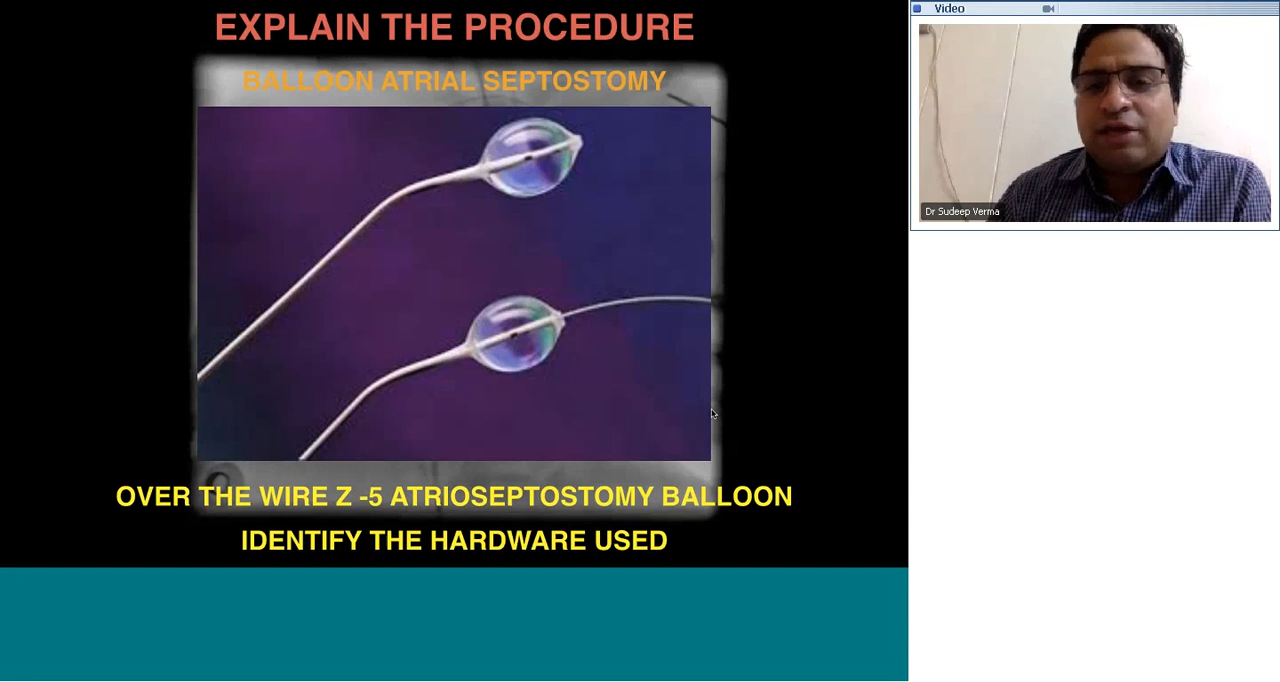 EXPLAIN THE PROCEDURE
BALLOON ATRIAL SEPTOSTOMY
OVER THE WIRE Z -5 ATRIOSEPTOSTOMY BALLOON
IDENTIFY THE HARDWARE USED
Video
Dr Sudeep Verma